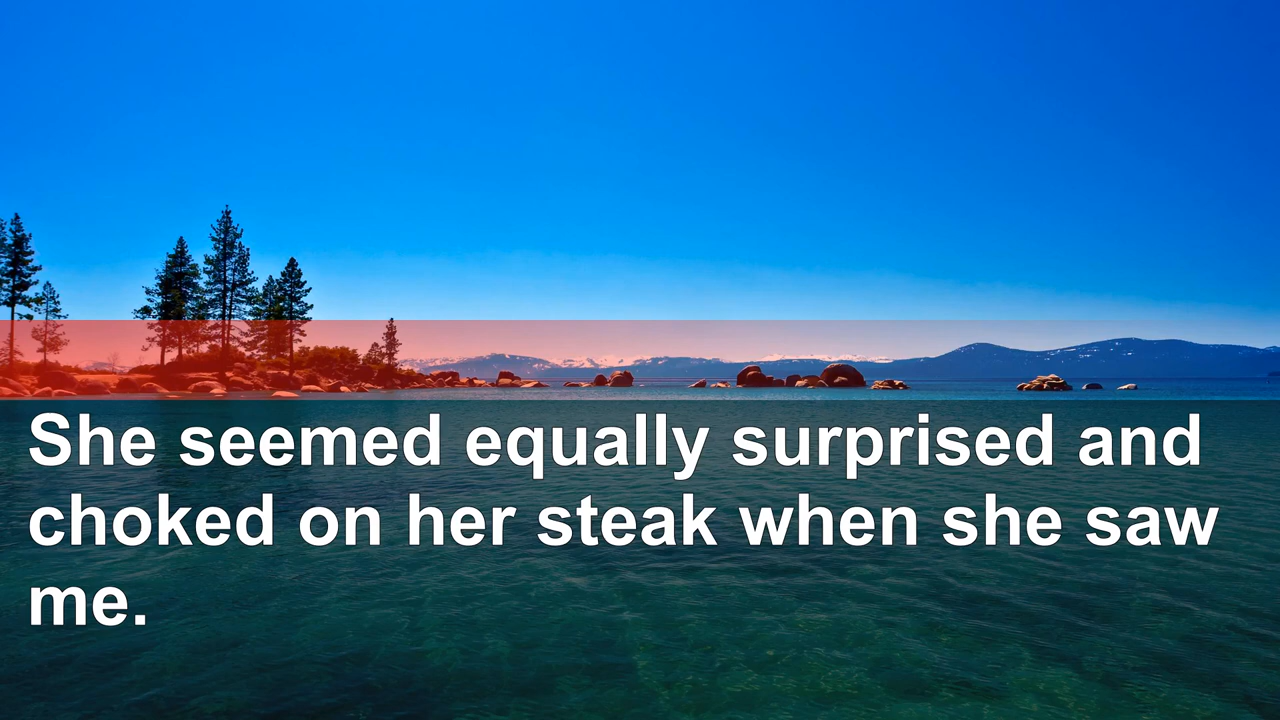 She seemed equally surprised and
choked on her steak when she saw
me.